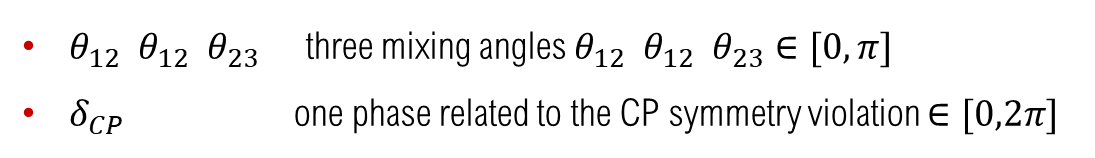 • θ₁₂ θ₁₂ θ₂₃ three mixing angles θ₁₂ θ₁₂ θ₂₃ ∈ [0, π]
• δ_CP one phase related to the CP symmetry violation ∈ [0,2π]